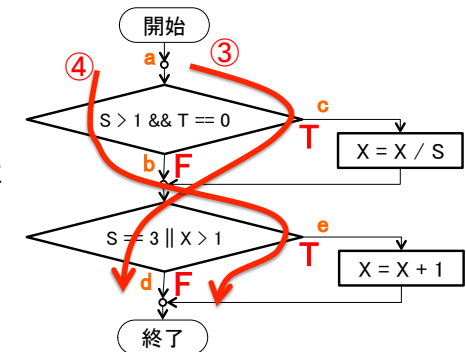 開始
a
④
③
S > 1 && T == 0
c
T
X = X / S
b
F
S == 3 || X > 1
e
T
X = X + 1
d
F
終了